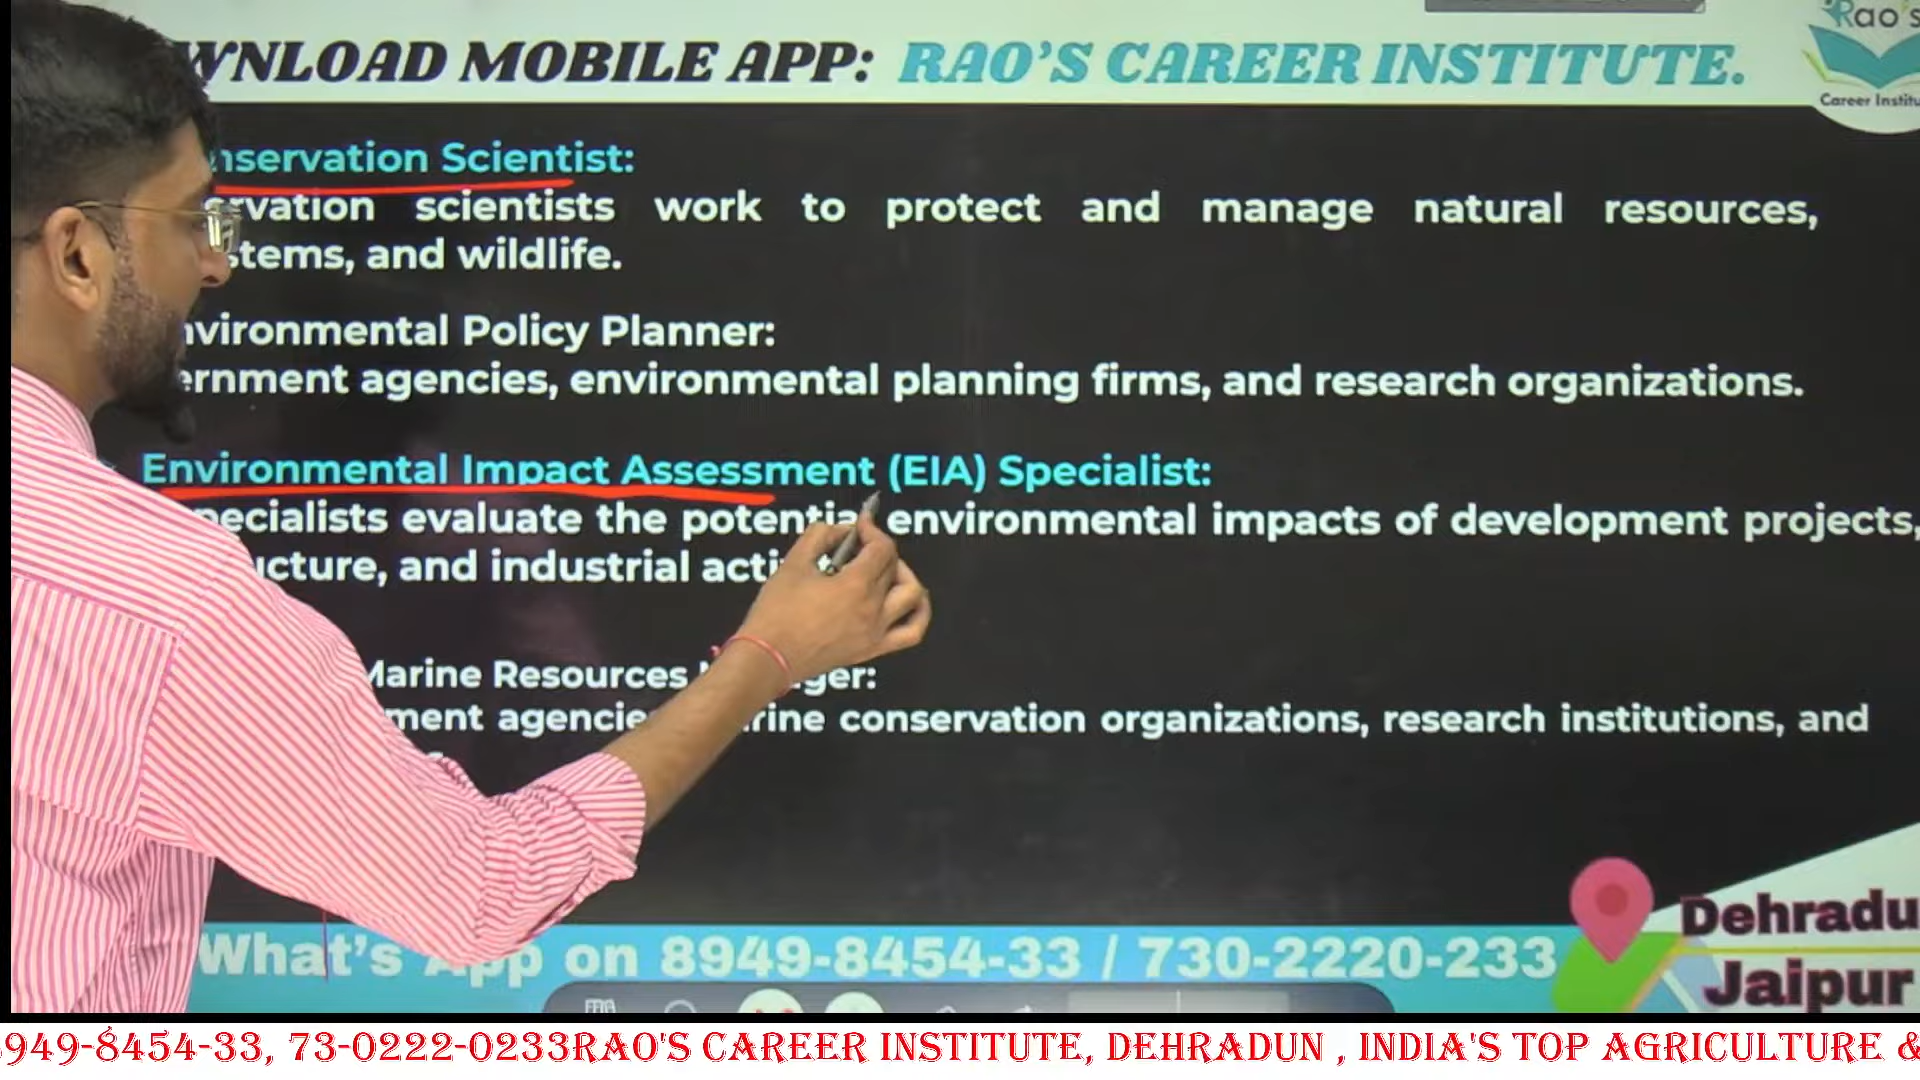 WNLOAD MOBILE APP: RAO'S CAREER INSTITUTE.
Rao's
Career Institu
nservation Scientist:
ervation scientists work to protect and manage natural resources,
stems, and wildlife.
nvironmental Policy Planner:
ernment agencies, environmental planning firms, and research organizations.
Environmental Impact Assessment (EIA) Specialist:
pecialists evaluate the potential environmental impacts of development projects,
ucture, and industrial acti
Marine Resources ger:
ment agencie rine conservation organizations, research institutions, and
What's App on 8949-8454-33 / 730-2220-233
Dehradu
Jaipur
949-8454-33, 73-0222-0233RAO'S CAREER INSTITUTE, DEHRADUN , INDIA'S TOP AGRICULTURE &